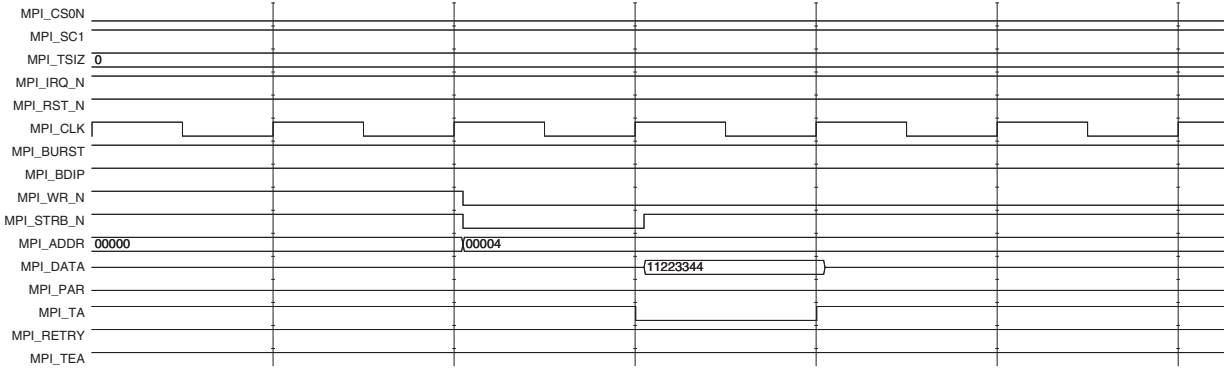 MPI_CS0N
MPI_SC1
MPI_TSIZ 0
MPI_IRQ_N
MPI_RST_N
MPI_CLK
MPI_BURST
MPI_BDIP
MPI_WR_N
MPI_STRB_N
MPI_ADDR 00000 00004
MPI_DATA 11223344
MPI_PAR
MPI_TA
MPI_RETRY
MPI_TEA